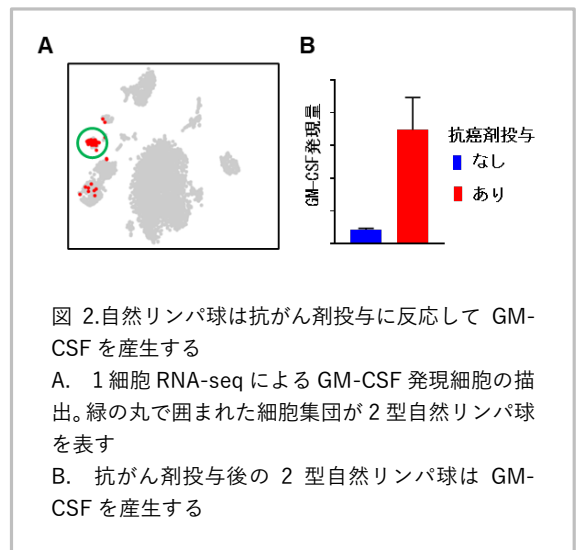 A
B
GM-CSF発現量
抗癌剤投与
なし
あり
図 2.自然リンパ球は抗がん剤投与に反応して GM-
CSF を産生する
A. 1細胞 RNA-seq による GM-CSF 発現細胞の描
出。緑の丸で囲まれた細胞集団が 2 型自然リンパ球
を表す
B. 抗がん剤投与後の 2 型自然リンパ球は GM-
CSF を産生する